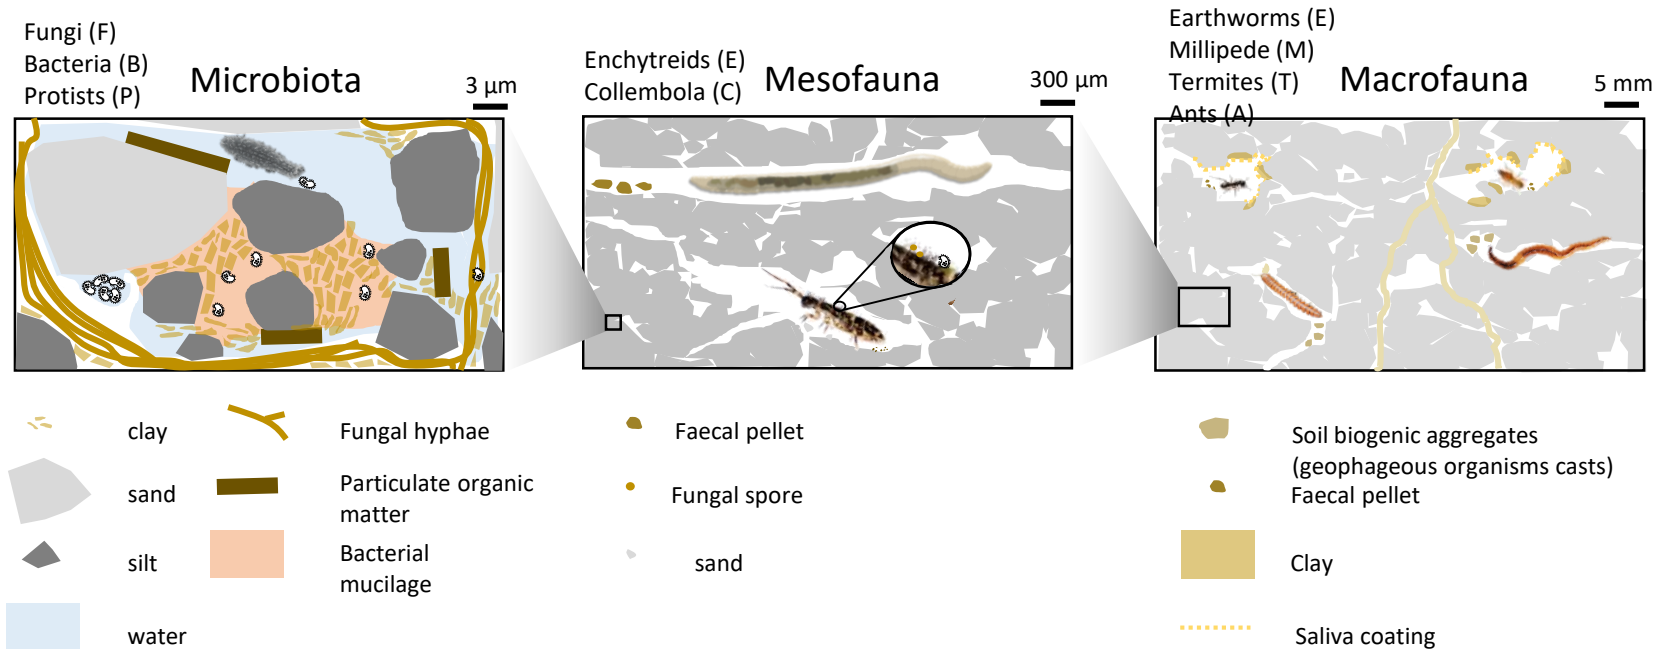 Fungi (F)
Bacteria (B)
Protists (P)
Microbiota
3 µm
Enchytreids (E)
Collembola (C)
Mesofauna
300 µm
Earthworms (E)
Millipede (M)
Termites (T)
Ants (A)
Macrofauna
5 mm
clay
sand
silt
water
Fungal hyphae
Particulate organic
matter
Bacterial
mucilage
Faecal pellet
Fungal spore
sand
Soil biogenic aggregates
(geophageous organisms casts)
Faecal pellet
Clay
Saliva coating